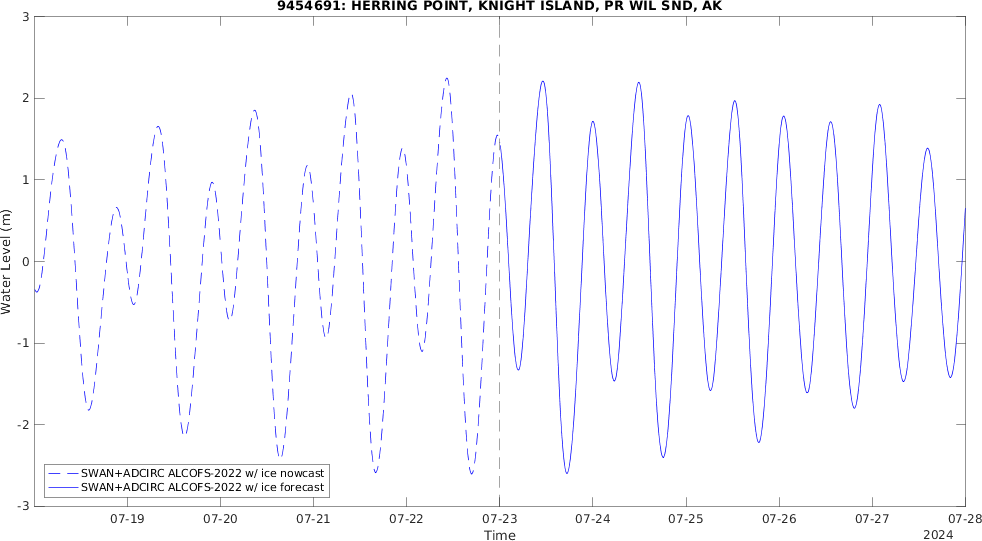 9454691: HERRING POINT, KNIGHT ISLAND, PR WIL SND, AK
3
2
1
0
-1
-2
-3
Water Level (m)
SWAN+ADCIRC ALCOFS-2022 w/ ice nowcast
SWAN+ADCIRC ALCOFS-2022 w/ ice forecast
07-19 07-20 07-21 07-22 07-23 07-24 07-25 07-26 07-27 07-28
Time
2024